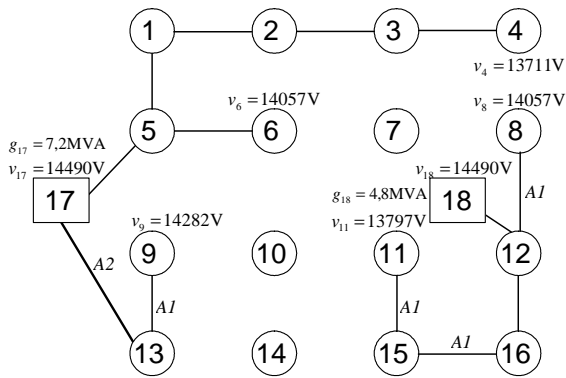 1 2 3 4
v₄ = 13711V
v₆ = 14057V v₈ = 14057V
5 6 7 8
g₁₇ = 7,2MVA
v₁₇ = 14490V v₁₈ = 14490V
17 g₁₈ = 4,8MVA 18 A1
v₉ = 14282V v₁₁ = 13797V
9 10 11 12
A2
A1 A1
A1
13 14 15 16